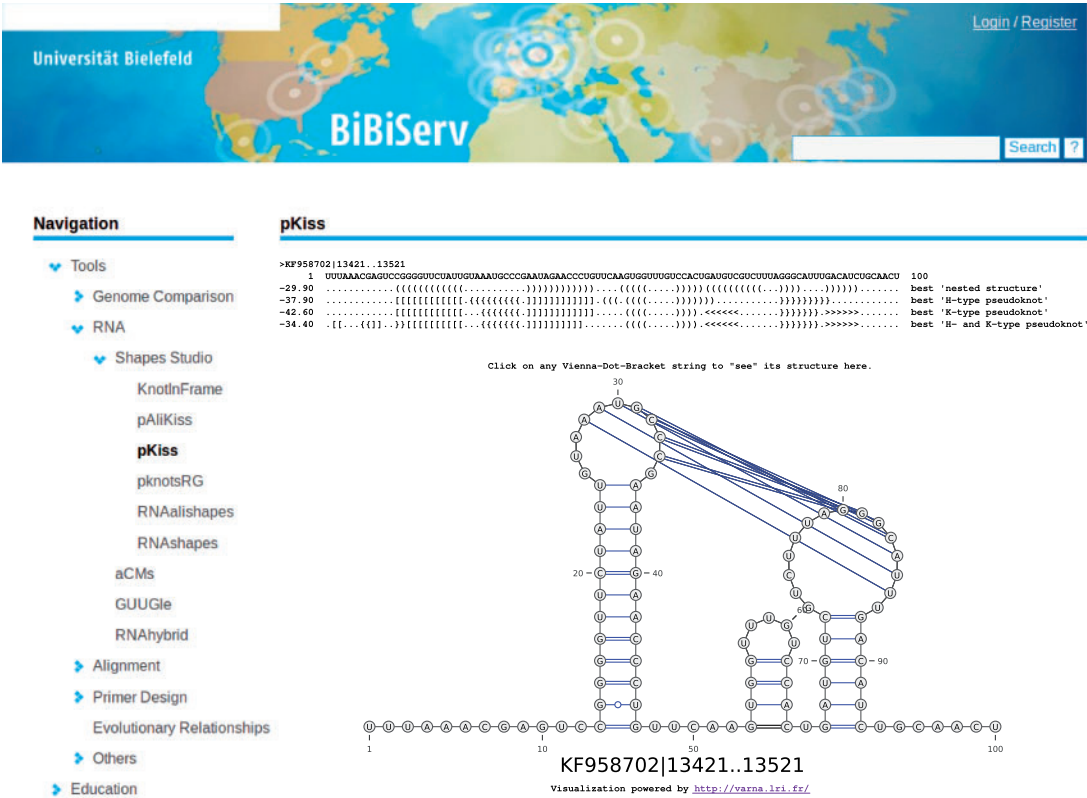 Login / Register
Universität Bielefeld
BiBiServ
Search ?
Navigation
Tools
Genome Comparison
RNA
Shapes Studio
KnotInFrame
pAliKiss
pKiss
pknotsRG
RNAalishapes
RNAshapes
aCMs
GUUGle
RNAhybrid
Alignment
Primer Design
Evolutionary Relationships
Others
Education
pKiss
>KF958702|13421..13521
1 UUUAAACGAGUCCGGGGUUCUAUUGUAAAUGCCCGAAUAGAACCCUGUUCAAGUGGUUUGUCCACUGAUGUCGUCUUUAGGGCAUUUGACAUCUGCAACU 100
-29.90 best 'nested structure'
-37.90 best 'H-type pseudoknot'
-42.60 best 'K-type pseudoknot'
-34.40 best 'H- and K-type pseudoknot'
Click on any Vienna-Dot-Bracket string to "see" its structure here.
30
80
20
40
60
70
90
1
10
50
100
KF958702|13421..13521
Visualization powered by http://varna.lri.fr/